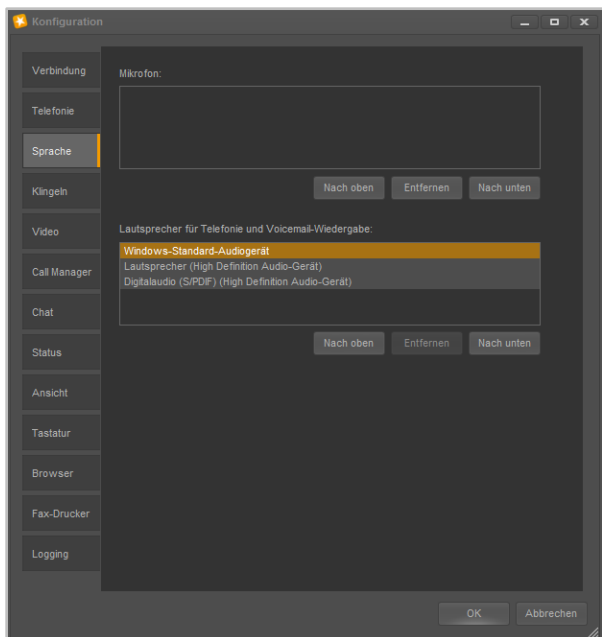 Konfiguration
Verbindung
Telefonie
Sprache
Klingeln
Video
Call Manager
Chat
Status
Ansicht
Tastatur
Browser
Fax-Drucker
Logging
Mikrofon:
Nach oben Entfernen Nach unten
Lautsprecher für Telefonie und Voicemail-Wiedergabe:
Windows-Standard-Audiogerät
Lautsprecher (High Definition Audio-Gerät)
Digitalaudio (S/PDIF) (High Definition Audio-Gerät)
Nach oben Entfernen Nach unten
OK Abbrechen